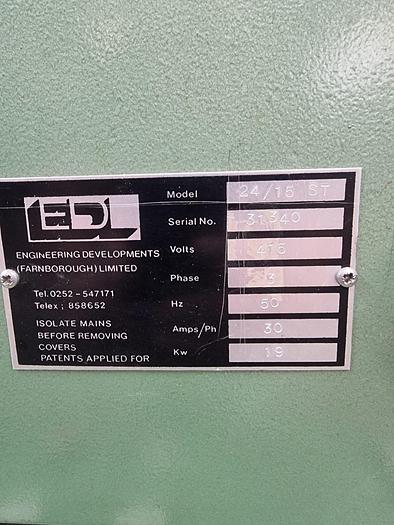 EDL
ENGINEERING DEVELOPMENTS
(FARNBOROUGH) LIMITED
Tel. 0252-547171
Telex ; 858652
ISOLATE MAINS
BEFORE REMOVING
COVERS
PATENTS APPLIED FOR
Model 24/15 ST
Serial No. 31340
Volts 415
Phase 3
Hz 50
Amps/Ph 30
Kw 19